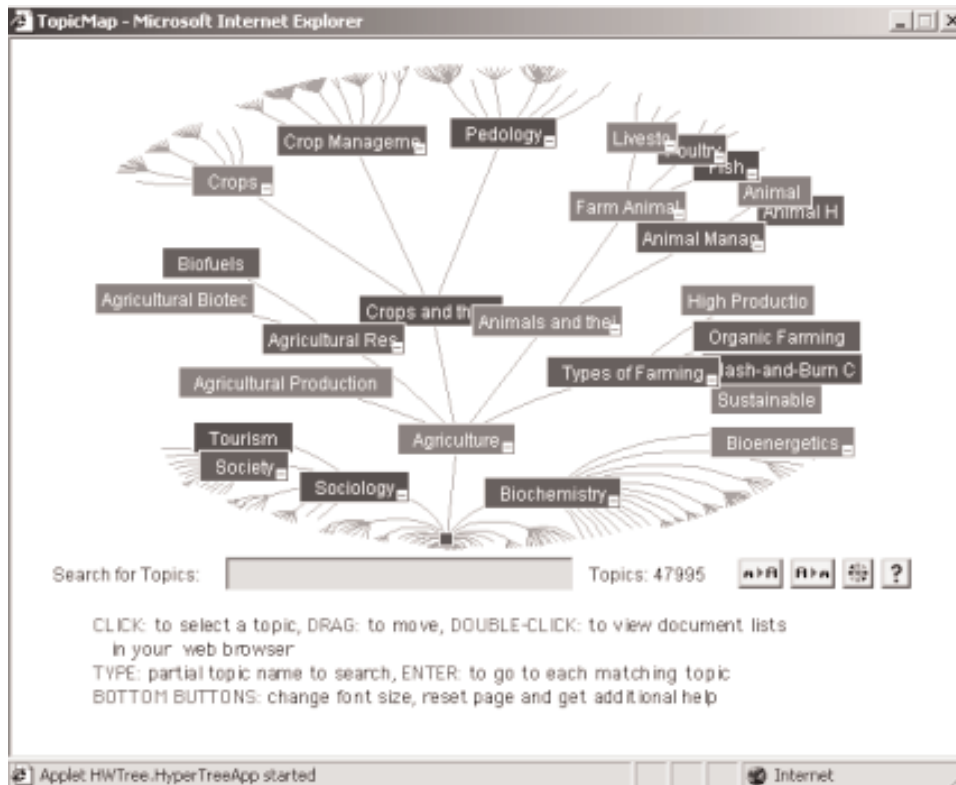 TopicMap - Microsoft Internet Explorer
Crop Manageme
Pedology
Livesto
Poultry
Fish
Crops
Animal
Farm Animal
Animal H
Animal Manag
Biofuels
Agricultural Biotec
High Productio
Crops and th
Animals and thei
Agricultural Res
Organic Farming
Types of Farming
lash-and-Burn C
Agricultural Production
Sustainable
Tourism
Agriculture
Bioenergetics
Society
Sociology
Biochemistry
Search for Topics:
Topics: 47995
?
CLICK: to select a topic, DRAG: to move, DOUBLE-CLICK: to view document lists
in your web browser
TYPE: partial topic name to search, ENTER: to go to each matching topic
BOTTOM BUTTONS: change font size, reset page and get additional help
Applet HWTree.HyperTreeApp started
Internet